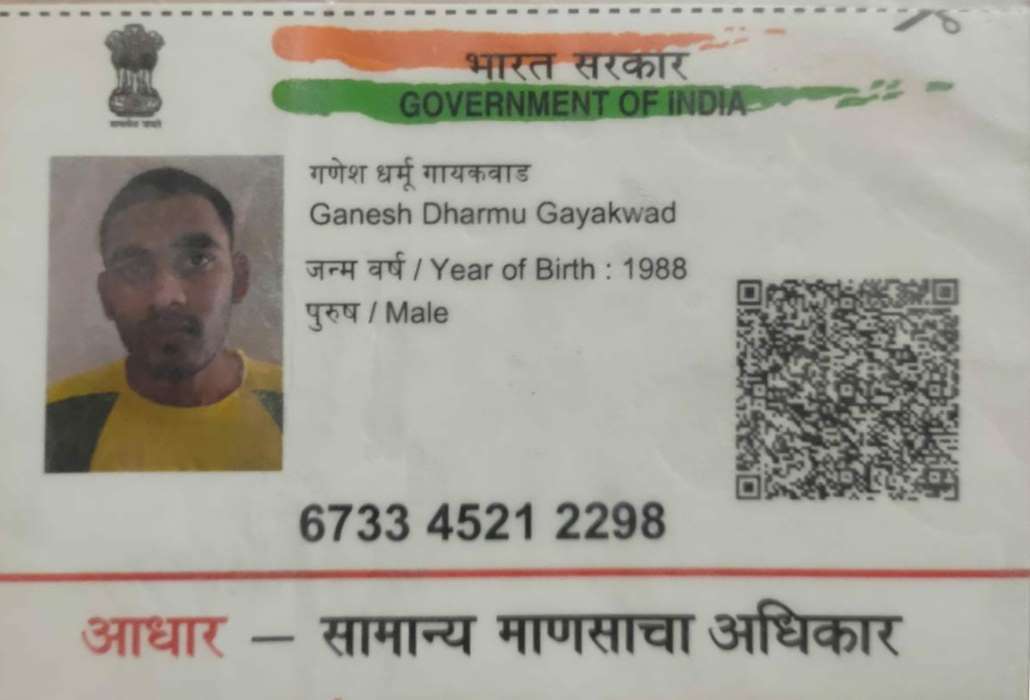 भारत सरकार
GOVERNMENT OF INDIA
गणेश धर्मू गायकवाड
Ganesh Dharmu Gayakwad
जन्म वर्ष / Year of Birth : 1988
पुरुष / Male
6733 4521 2298
आधार — सामान्य माणसाचा अधिकार